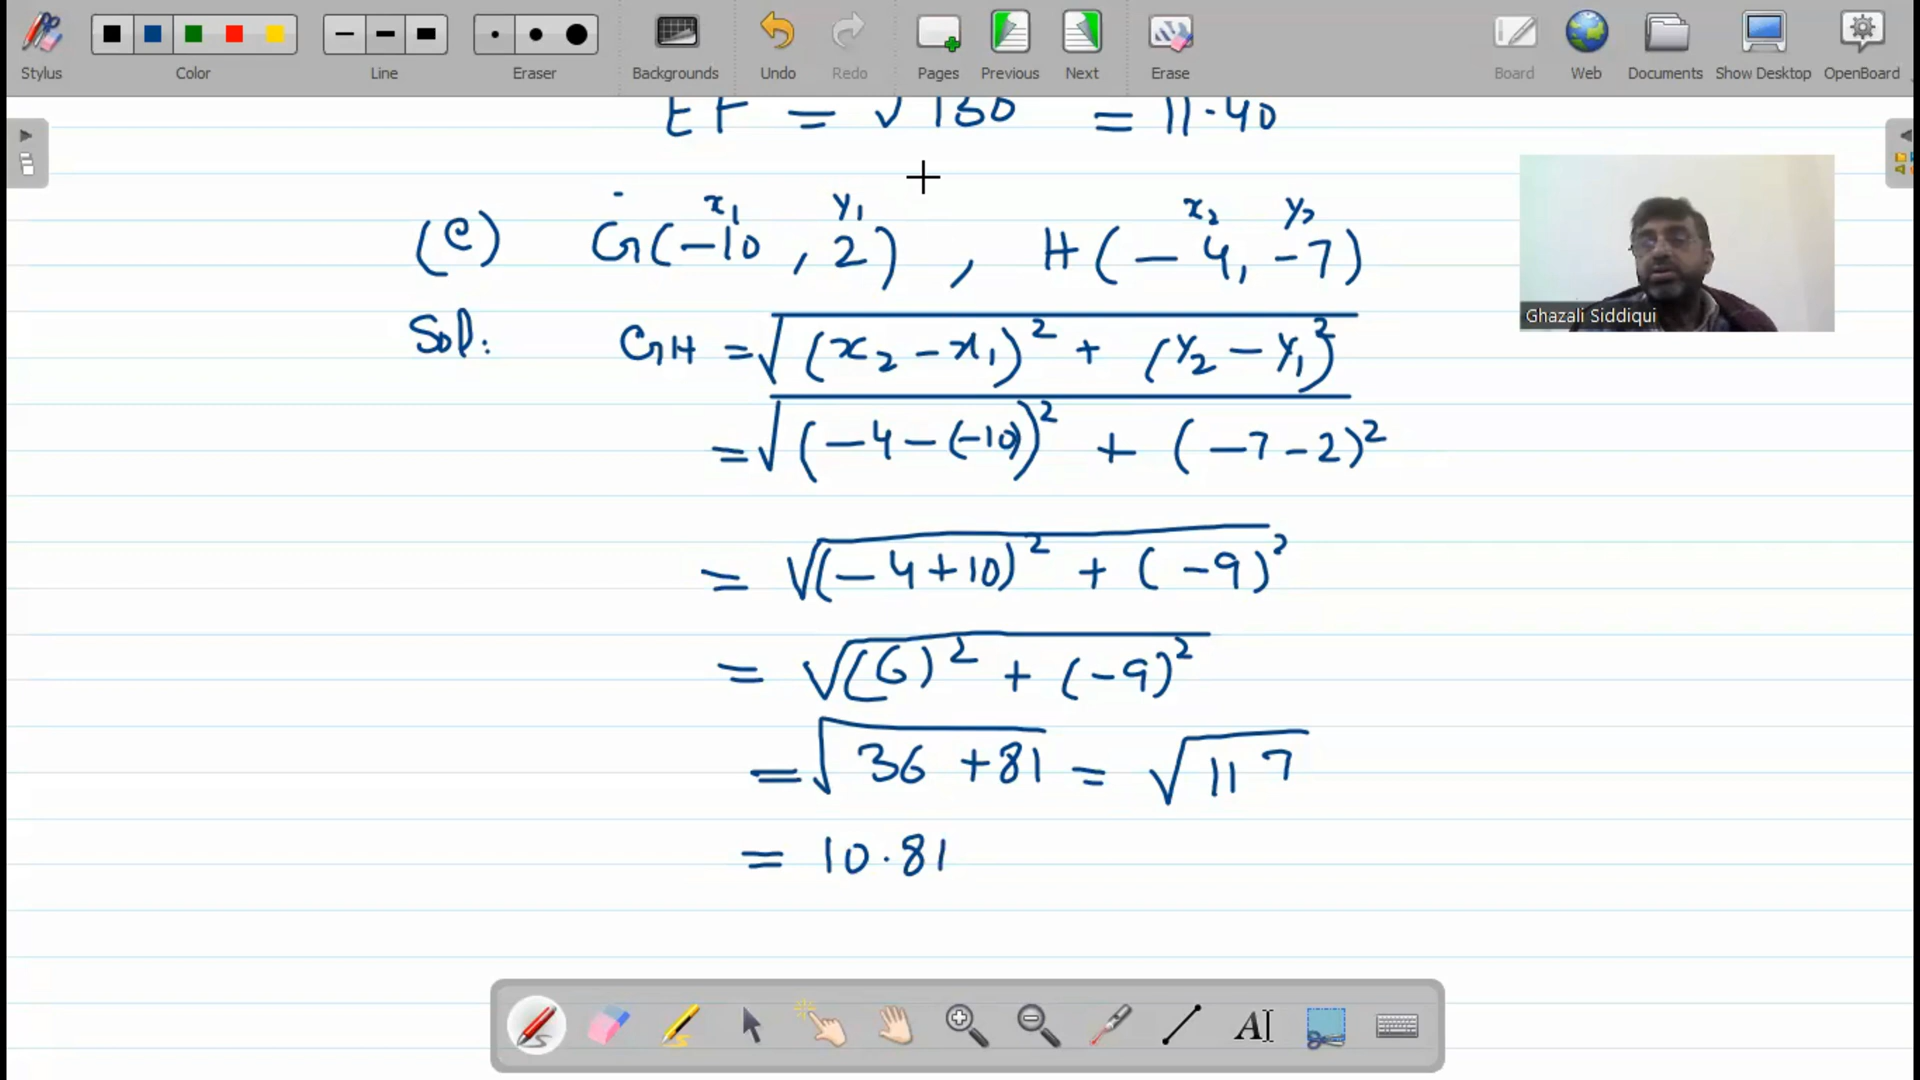 Stylus Color Line Eraser Backgrounds Undo Redo Pages Previous Next Erase Board Web Documents Show Desktop OpenBoard
EF = √130 = 11.40
x₁ y₁ x₂ y₂
(e) G(-10, 2), H(-4, -7)
Ghazali Siddiqui
Sol: GH = √(x₂ - x₁)² + (y₂ - y₁)²
= √(-4-(-10))² + (-7-2)²
= √(-4+10)² + (-9)²
= √(6)² + (-9)²
= √36 + 81 = √117
= 10.81